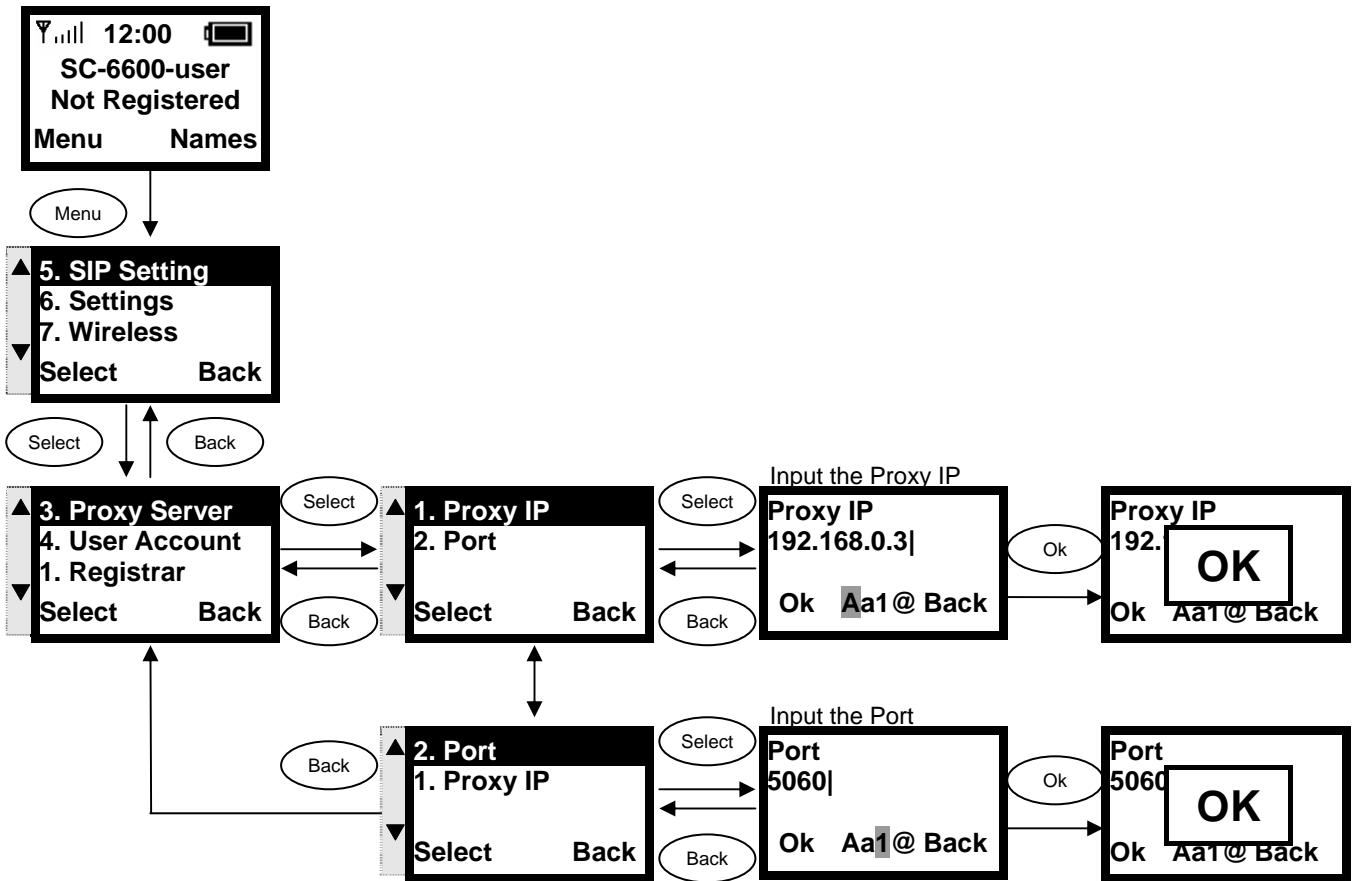 12:00
SC-6600-user
Not Registered
Menu Names
Menu
5. SIP Setting
6. Settings
7. Wireless
Select Back
Select
Back
3. Proxy Server
4. User Account
1. Registrar
Select Back
Select
Back
1. Proxy IP
2. Port
Select Back
Select
Back
Input the Proxy IP
Proxy IP
192.168.0.3|
Ok Aa1@ Back
Ok
Proxy IP
192.
OK
Ok Aa1@ Back
Back
2. Port
1. Proxy IP
Select Back
Select
Back
Input the Port
Port
5060|
Ok Aa1@ Back
Ok
Port
5060
OK
Ok Aa1@ Back